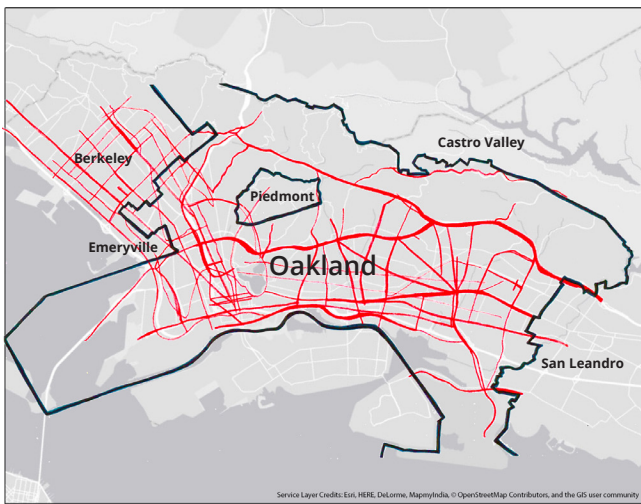 Castro Valley
Berkeley
Piedmont
Emeryville
Oakland
San Leandro
Service Layer Credits: Esri, HERE, DeLorme, MapmyIndia, © OpenStreetMap Contributors, and the GIS user community